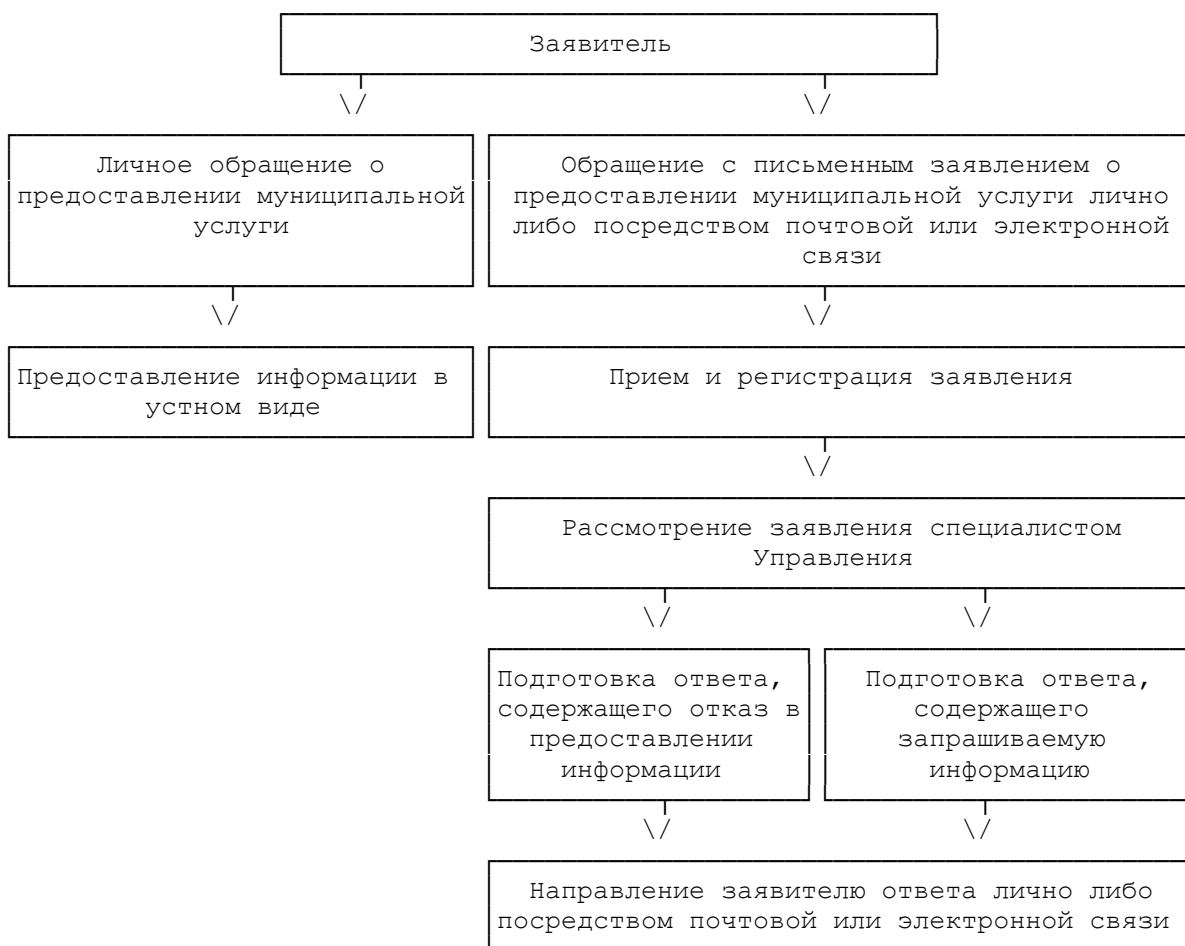 Заявитель
Личное обращение о
предоставлении муниципальной
услуги
Обращение с письменным заявлением о
предоставлении муниципальной услуги лично
либо посредством почтовой или электронной
связи
Предоставление информации в
устном виде
Прием и регистрация заявления
Рассмотрение заявления специалистом
Управления
Подготовка ответа,
содержащего отказ в
предоставлении
информации
Подготовка ответа,
содержащего
запрашиваемую
информацию
Направление заявителю ответа лично либо
посредством почтовой или электронной связи